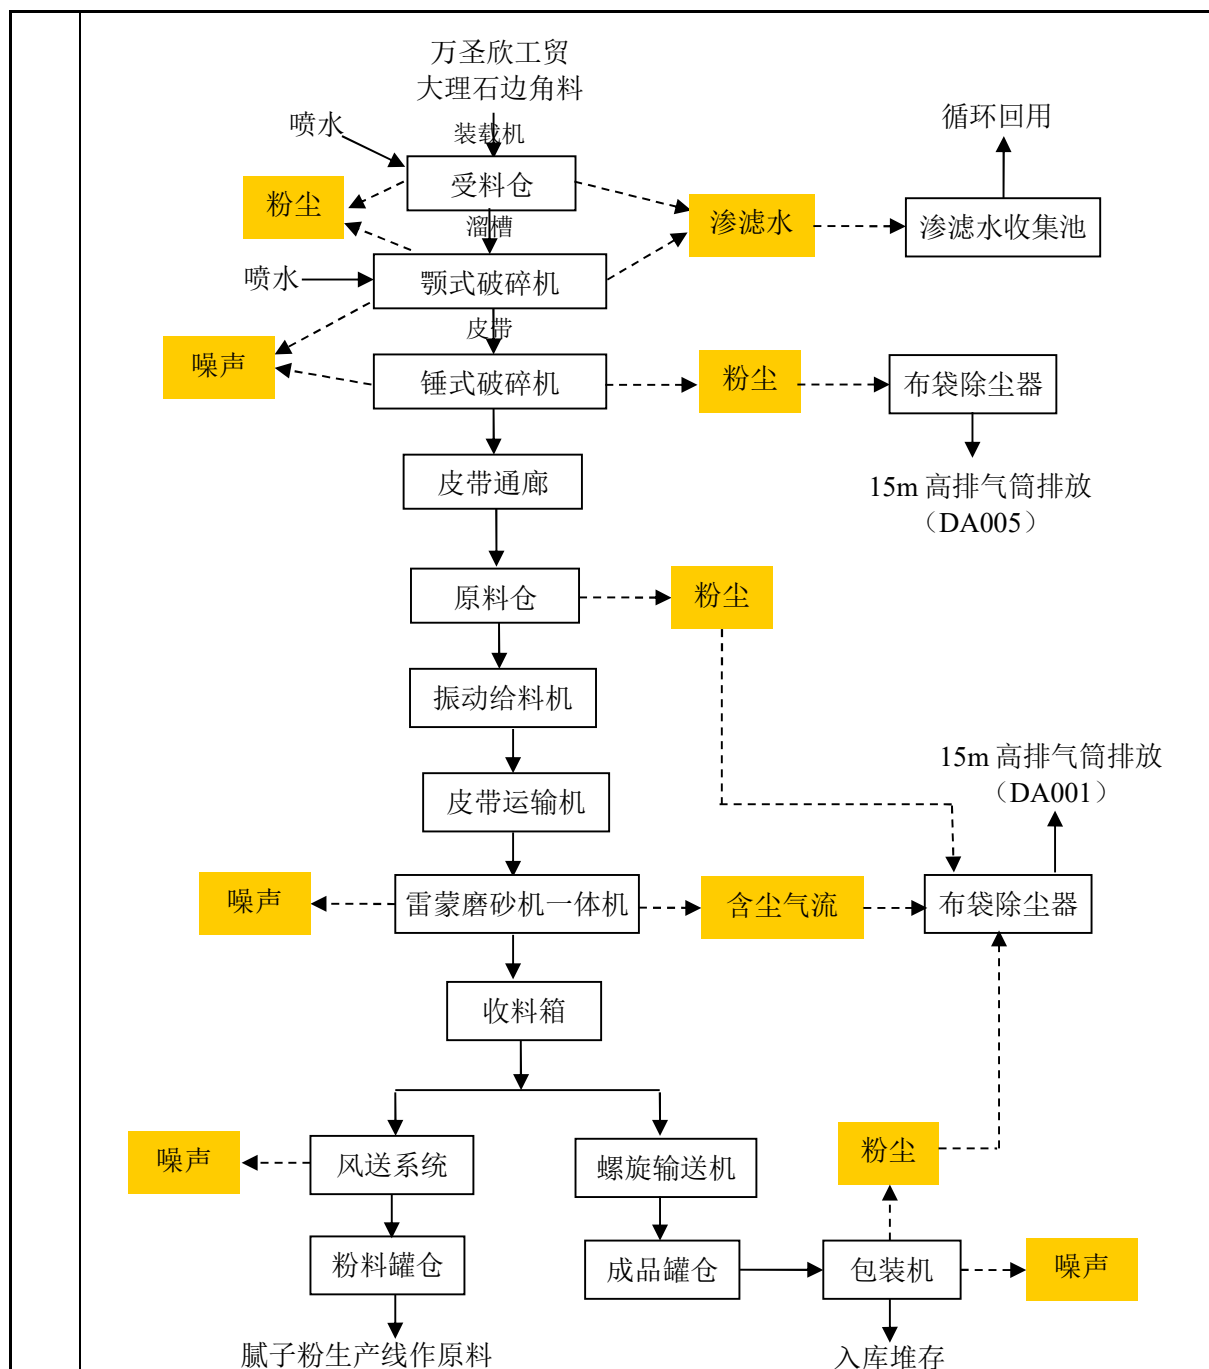 万圣欣工贸
大理石边角料
喷水
装载机
循环回用
粉尘
受料仓
渗滤水
渗滤水收集池
溜槽
喷水
颚式破碎机
皮带
噪声
锤式破碎机
粉尘
布袋除尘器
皮带通廊
15m 高排气筒排放
（DA005）
原料仓
粉尘
振动给料机
15m 高排气筒排放
（DA001）
皮带运输机
噪声
雷蒙磨砂机一体机
含尘气流
布袋除尘器
收料箱
噪声
风送系统
螺旋输送机
粉尘
粉料罐仓
成品罐仓
包装机
噪声
腻子粉生产线作原料
入库堆存